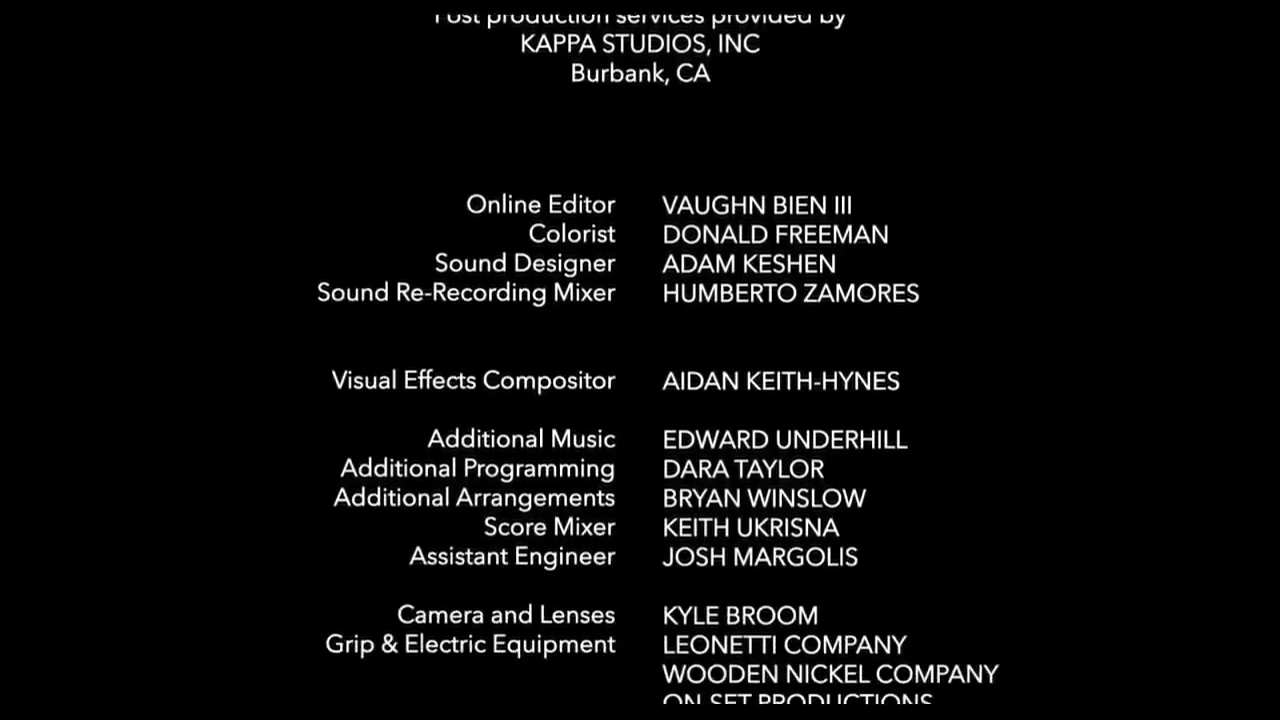 Post production services provided by
KAPPA STUDIOS, INC
Burbank, CA
Online Editor VAUGHN BIEN III
Colorist DONALD FREEMAN
Sound Designer ADAM KESHEN
Sound Re-Recording Mixer HUMBERTO ZAMORES
Visual Effects Compositor AIDAN KEITH-HYNES
Additional Music EDWARD UNDERHILL
Additional Programming DARA TAYLOR
Additional Arrangements BRYAN WINSLOW
Score Mixer KEITH UKRISNA
Assistant Engineer JOSH MARGOLIS
Camera and Lenses KYLE BROOM
Grip & Electric Equipment LEONETTI COMPANY
WOODEN NICKEL COMPANY
ON-SET PRODUCTIONS